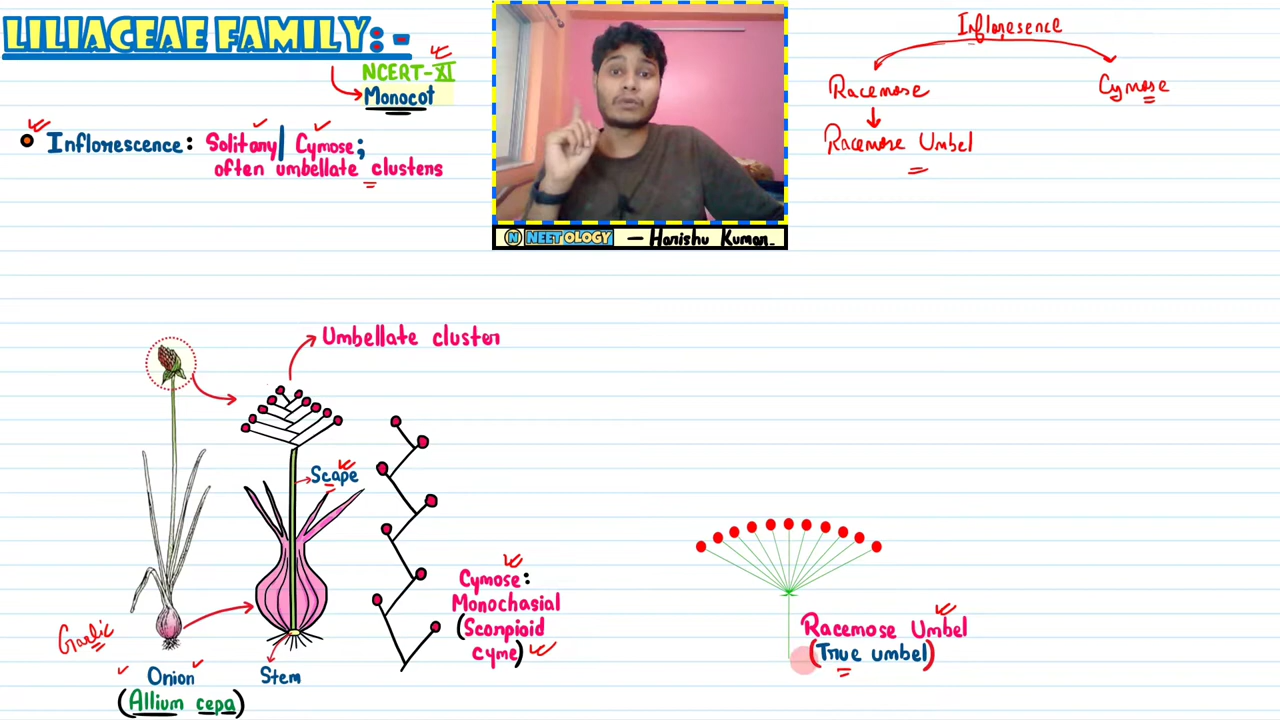 LILIACEAE FAMILY:-
NCERT-XI
Monocot
Inflorescence: Solitary/ Cymose;
often umbellate clusters
N NEETOLOGY - Harishu Kumar
Infloresence
Racemose
Cymose
Racemose Umbel
Umbellate cluster
Scape
Cymose:
Monochasial
(Scorpioid
cyme)
Garlic
Onion
(Allium cepa)
Stem
Racemose Umbel
(True umbel)